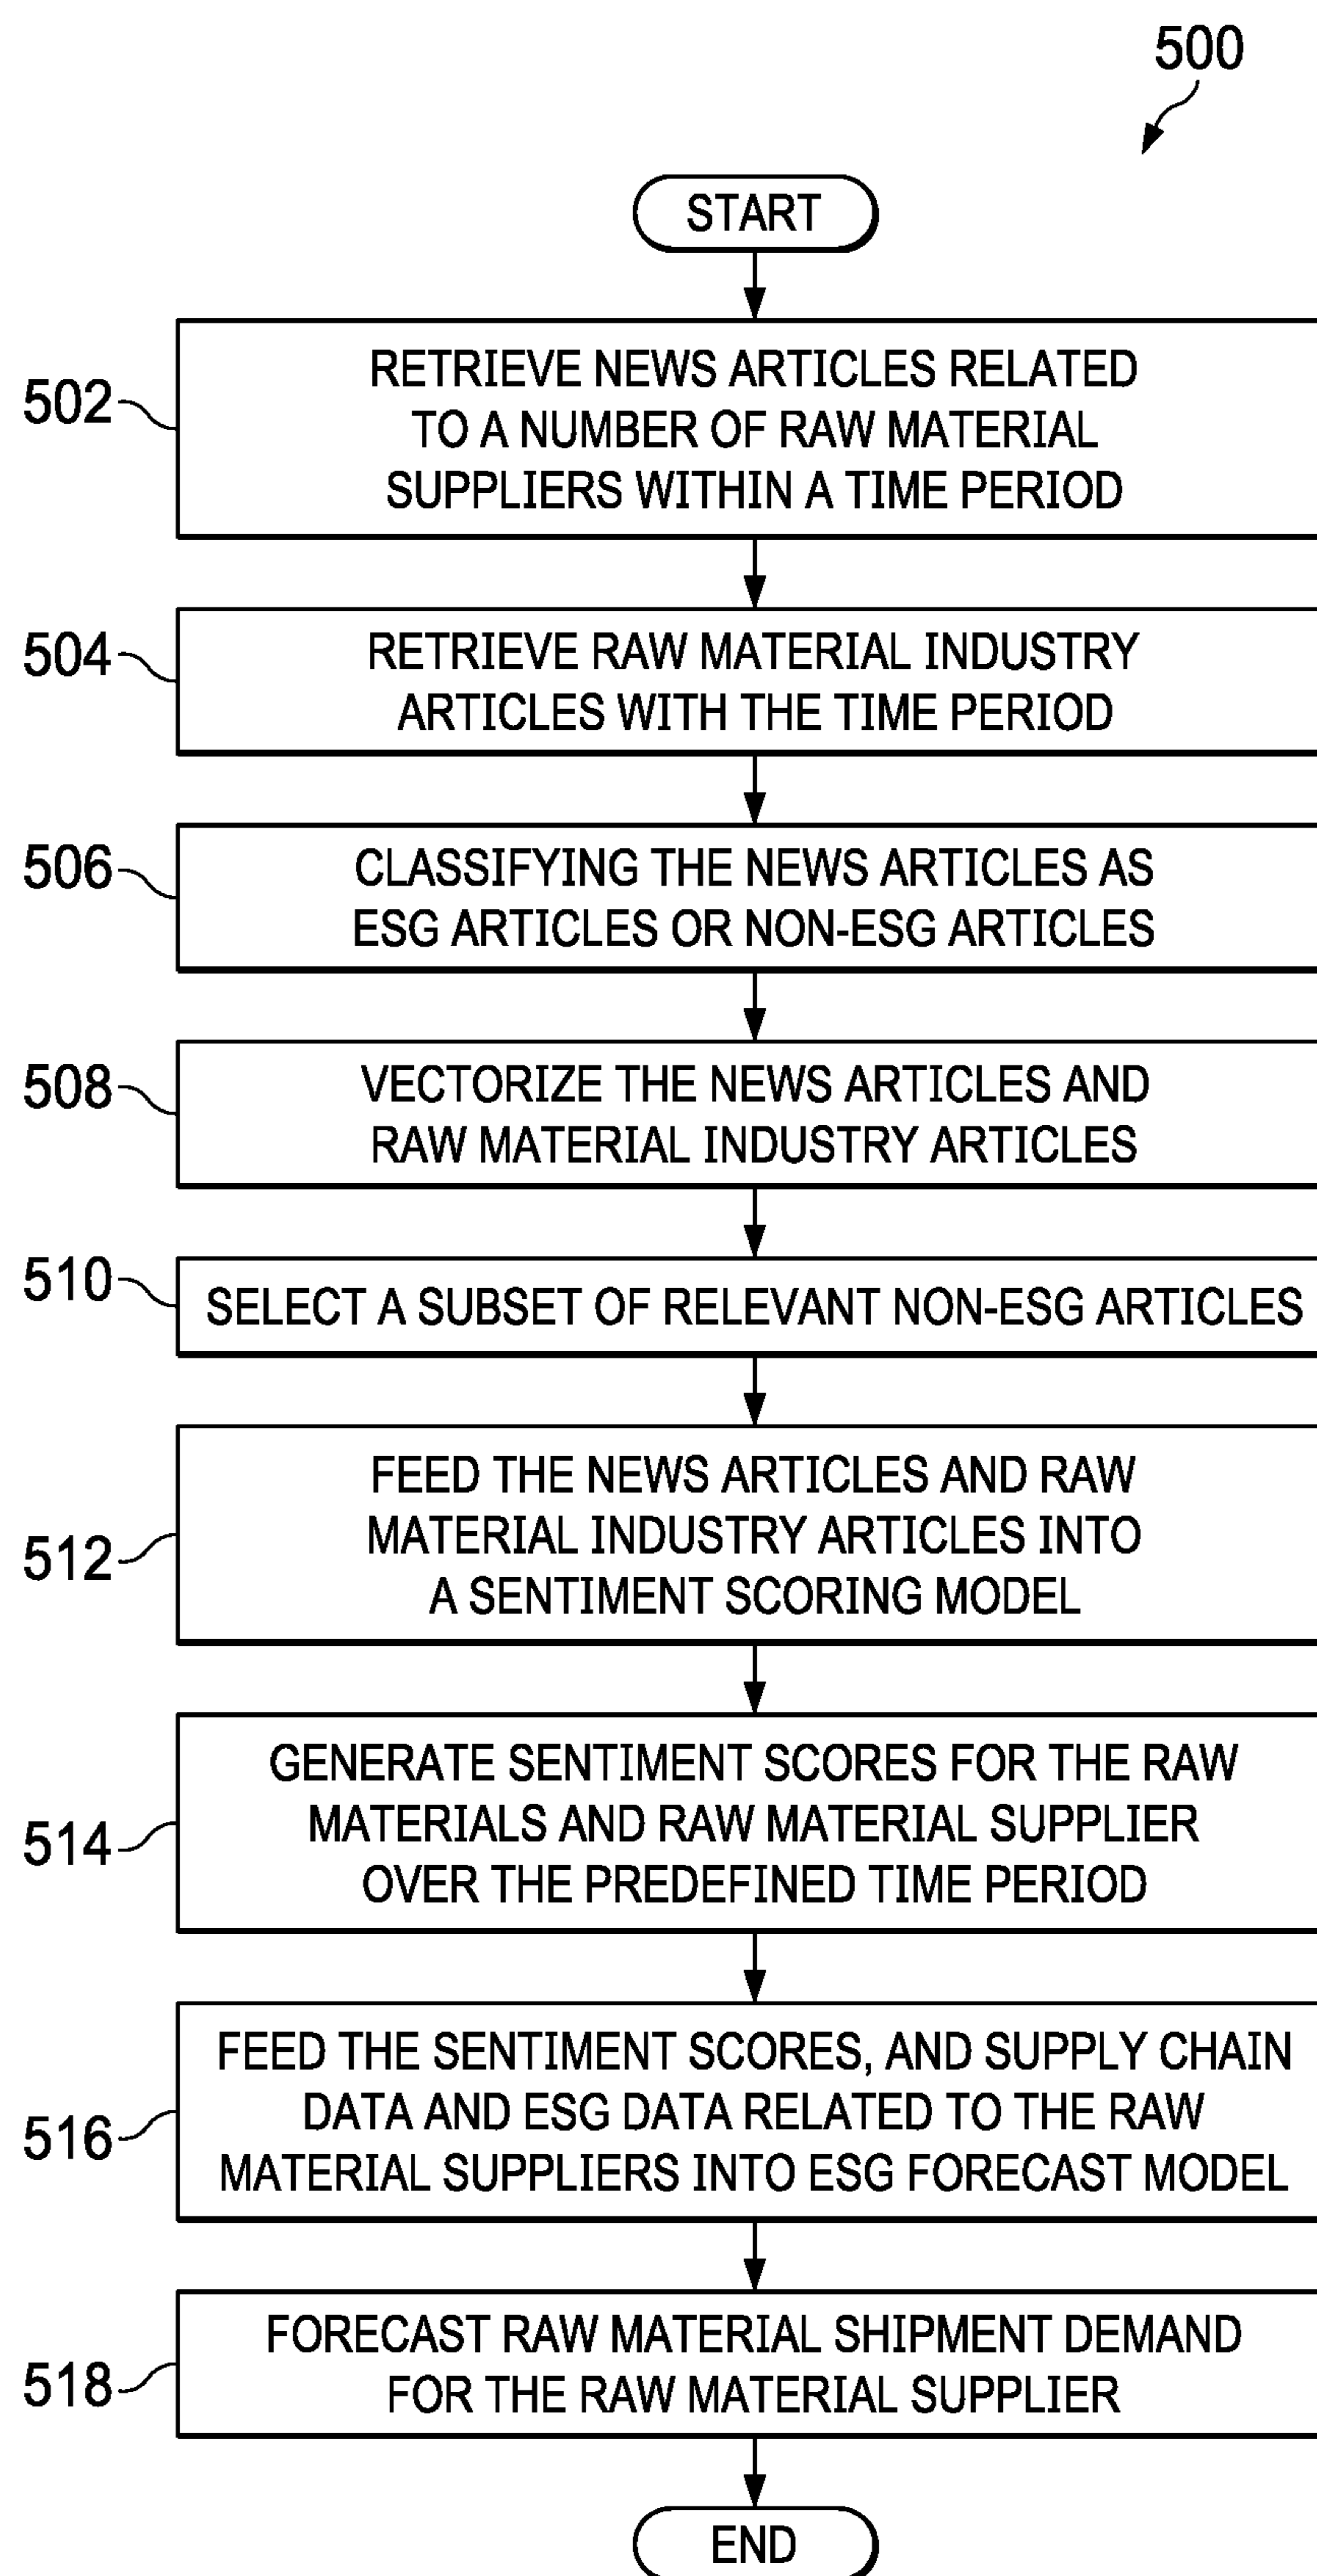 500
START
502
RETRIEVE NEWS ARTICLES RELATED
TO A NUMBER OF RAW MATERIAL
SUPPLIERS WITHIN A TIME PERIOD
504
RETRIEVE RAW MATERIAL INDUSTRY
ARTICLES WITH THE TIME PERIOD
506
CLASSIFYING THE NEWS ARTICLES AS
ESG ARTICLES OR NON-ESG ARTICLES
508
VECTORIZE THE NEWS ARTICLES AND
RAW MATERIAL INDUSTRY ARTICLES
510
SELECT A SUBSET OF RELEVANT NON-ESG ARTICLES
512
FEED THE NEWS ARTICLES AND RAW
MATERIAL INDUSTRY ARTICLES INTO
A SENTIMENT SCORING MODEL
514
GENERATE SENTIMENT SCORES FOR THE RAW
MATERIALS AND RAW MATERIAL SUPPLIER
OVER THE PREDEFINED TIME PERIOD
516
FEED THE SENTIMENT SCORES, AND SUPPLY CHAIN
DATA AND ESG DATA RELATED TO THE RAW
MATERIAL SUPPLIERS INTO ESG FORECAST MODEL
518
FORECAST RAW MATERIAL SHIPMENT DEMAND
FOR THE RAW MATERIAL SUPPLIER
END